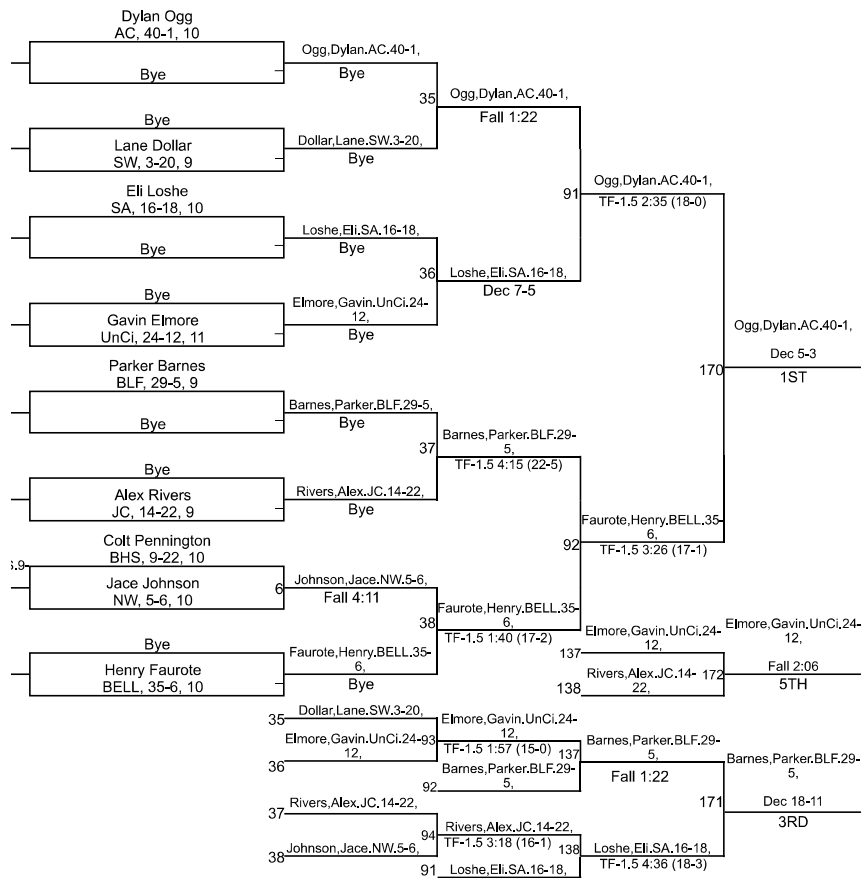 Dylan Ogg
AC, 40-1, 10
Bye
Ogg,Dylan.AC.40-1,
Bye
35
Ogg,Dylan.AC.40-1,
Fall 1:22
Bye
Lane Dollar
SW, 3-20, 9
Dollar,Lane.SW.3-20,
Bye
91
Ogg,Dylan.AC.40-1,
TF-1.5 2:35 (18-0)
Eli Loshe
SA, 16-18, 10
Bye
Loshe,Eli.SA.16-18,
Bye
36
Loshe,Eli.SA.16-18,
Dec 7-5
Bye
Gavin Elmore
UnCi, 24-12, 11
Elmore,Gavin.UnCi.24-
12,
Bye
170
Ogg,Dylan.AC.40-1,
Dec 5-3
1ST
Parker Barnes
BLF, 29-5, 9
Bye
Barnes,Parker.BLF.29-5,
Bye
37
Barnes,Parker.BLF.29-
5,
TF-1.5 4:15 (22-5)
Bye
Alex Rivers
JC, 14-22, 9
Rivers,Alex.JC.14-22,
Bye
92
Faurote,Henry.BELL.35-
6,
TF-1.5 3:26 (17-1)
Colt Pennington
BHS, 9-22, 10
Jace Johnson
NW, 5-6, 10
6
Johnson,Jace.NW.5-6,
Fall 4:11
38
Faurote,Henry.BELL.35-
6,
TF-1.5 1:40 (17-2)
Bye
Henry Faurote
BELL, 35-6, 10
Faurote,Henry.BELL.35-
6,
Bye
137
Elmore,Gavin.UnCi.24-
12,
138
Rivers,Alex.JC.14-
22,
172
Elmore,Gavin.UnCi.24-
12,
Fall 2:06
5TH
35
Dollar,Lane.SW.3-20,
36
Elmore,Gavin.UnCi.24-
12,
93
Elmore,Gavin.UnCi.24-
12,
TF-1.5 1:57 (15-0)
92
Barnes,Parker.BLF.29-
5,
137
Barnes,Parker.BLF.29-
5,
Fall 1:22
37
Rivers,Alex.JC.14-22,
38
Johnson,Jace.NW.5-6,
94
Rivers,Alex.JC.14-22,
TF-1.5 3:18 (16-1)
91
Loshe,Eli.SA.16-18,
138
Loshe,Eli.SA.16-18,
TF-1.5 4:36 (18-3)
171
Barnes,Parker.BLF.29-
5,
Dec 18-11
3RD